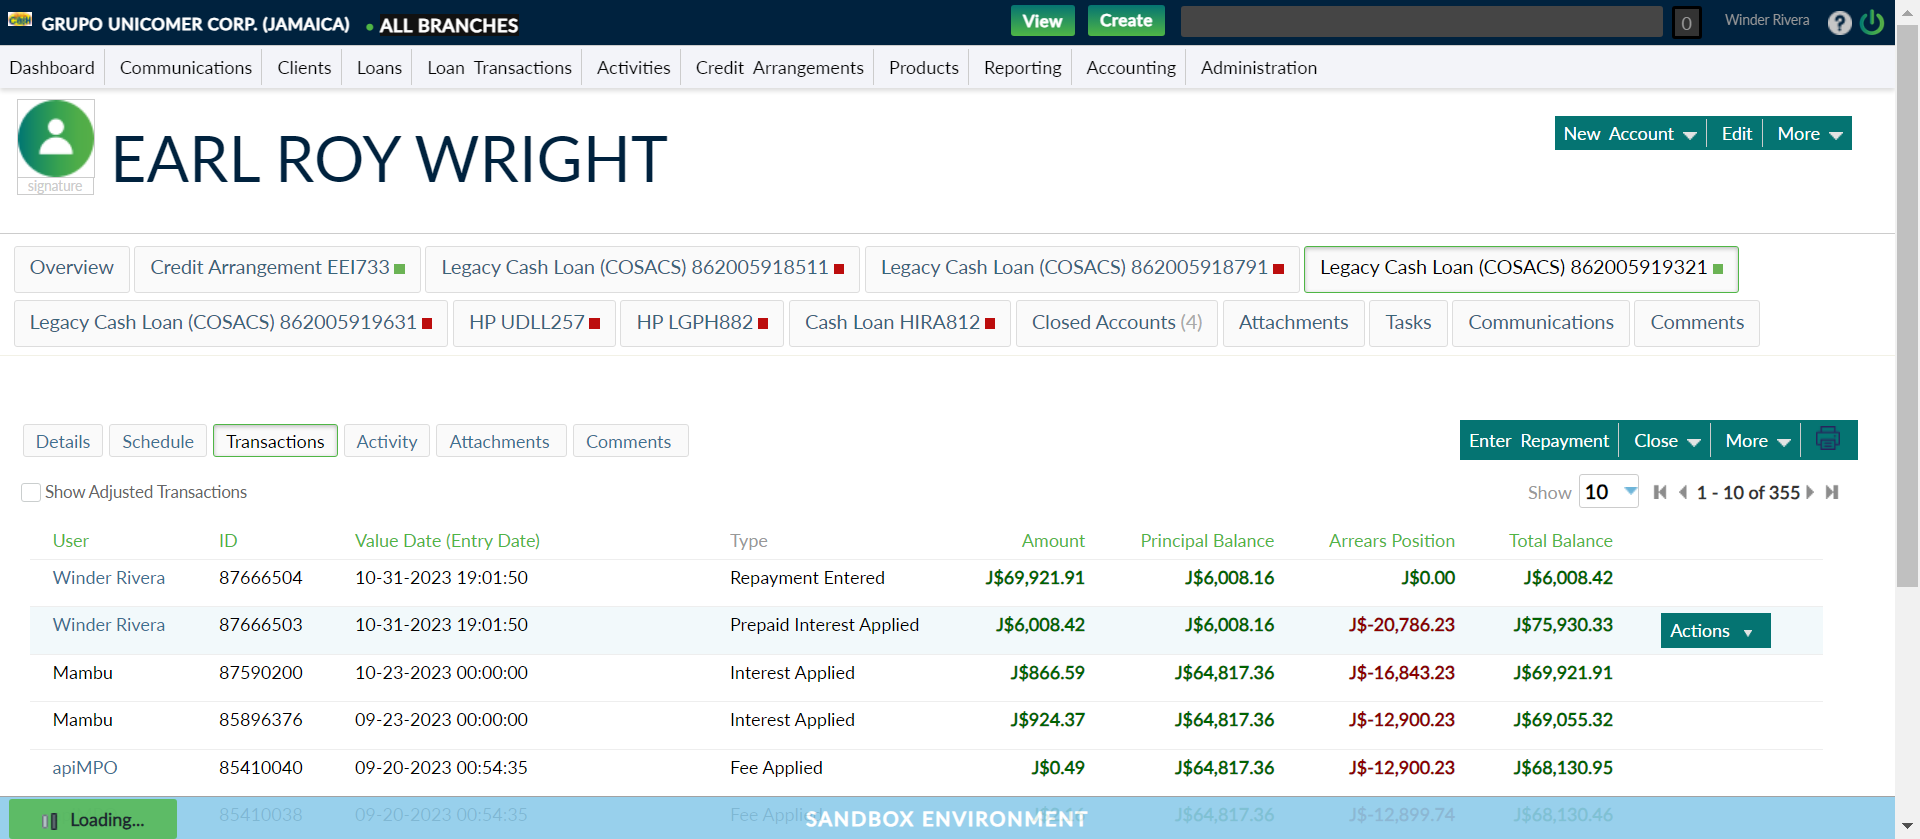 GRUPO UNICOMER CORP. (JAMAICA) • ALL BRANCHES View Create 0 Winder Rivera ?
Dashboard Communications Clients Loans Loan Transactions Activities Credit Arrangements Products Reporting Accounting Administration
signature
EARL ROY WRIGHT
New Account Edit More
Overview Credit Arrangement EEI733 Legacy Cash Loan (COSACS) 862005918511 Legacy Cash Loan (COSACS) 862005918791 Legacy Cash Loan (COSACS) 862005919321
Legacy Cash Loan (COSACS) 862005919631 HP UDLL257 HP LGPH882 Cash Loan HIRA812 Closed Accounts (4) Attachments Tasks Communications Comments
Details Schedule Transactions Activity Attachments Comments Enter Repayment Close More
Show Adjusted Transactions Show 10 1 - 10 of 355
User ID Value Date (Entry Date) Type Amount Principal Balance Arrears Position Total Balance
Winder Rivera 87666504 10-31-2023 19:01:50 Repayment Entered J$69,921.91 J$6,008.16 J$0.00 J$6,008.42
Winder Rivera 87666503 10-31-2023 19:01:50 Prepaid Interest Applied J$6,008.42 J$6,008.16 J$-20,786.23 J$75,930.33 Actions
Mambu 87590200 10-23-2023 00:00:00 Interest Applied J$866.59 J$64,817.36 J$-16,843.23 J$69,921.91
Mambu 85896376 09-23-2023 00:00:00 Interest Applied J$924.37 J$64,817.36 J$-12,900.23 J$69,055.32
apiMPO 85410040 09-20-2023 00:54:35 Fee Applied J$0.49 J$64,817.36 J$-12,900.23 J$68,130.95
Loading... 85410038 09-20-2023 00:54:35 Fee Applied SANDBOX ENVIRONMENT J$64,817.36 J$-12,899.74 J$68,130.46